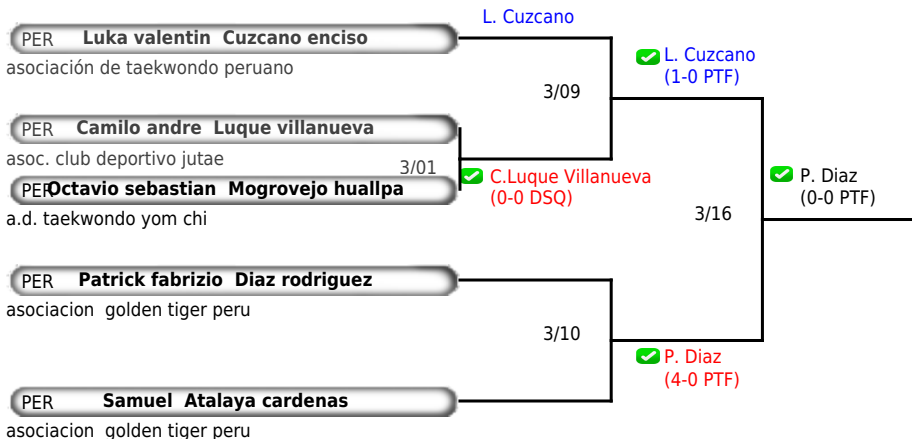 L. Cuzcano
PER Luka valentin Cuzcano enciso
asociación de taekwondo peruano
L. Cuzcano
(1-0 PTF)
3/09
PER Camilo andre Luque villanueva
asoc. club deportivo jutae
3/01
C.Luque Villanueva
(0-0 DSQ)
PER Octavio sebastian Mogrovejo huallpa
a.d. taekwondo yom chi
P. Diaz
(0-0 PTF)
3/16
PER Patrick fabrizio Diaz rodriguez
asociacion golden tiger peru
3/10
P. Diaz
(4-0 PTF)
PER Samuel Atalaya cardenas
asociacion golden tiger peru